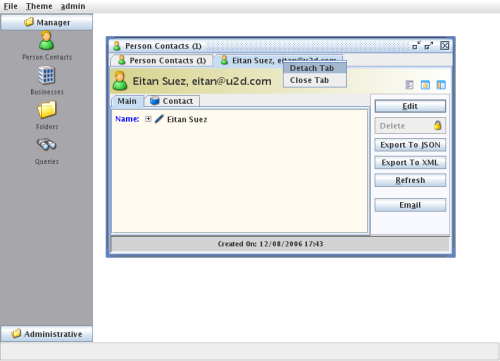 File Theme admin
Manager
Person Contacts
Businesses
Folders
Queries
Administrative
Person Contacts (1)
Person Contacts (1) Eitan Suez, eitan@u2d.com
Detach Tab
Close Tab
Eitan Suez, eitan@u2d.com
Main Contact
Name: Eitan Suez
Edit
Delete
Export To JSON
Export To XML
Refresh
Email
Created On: 12/08/2006 17:43